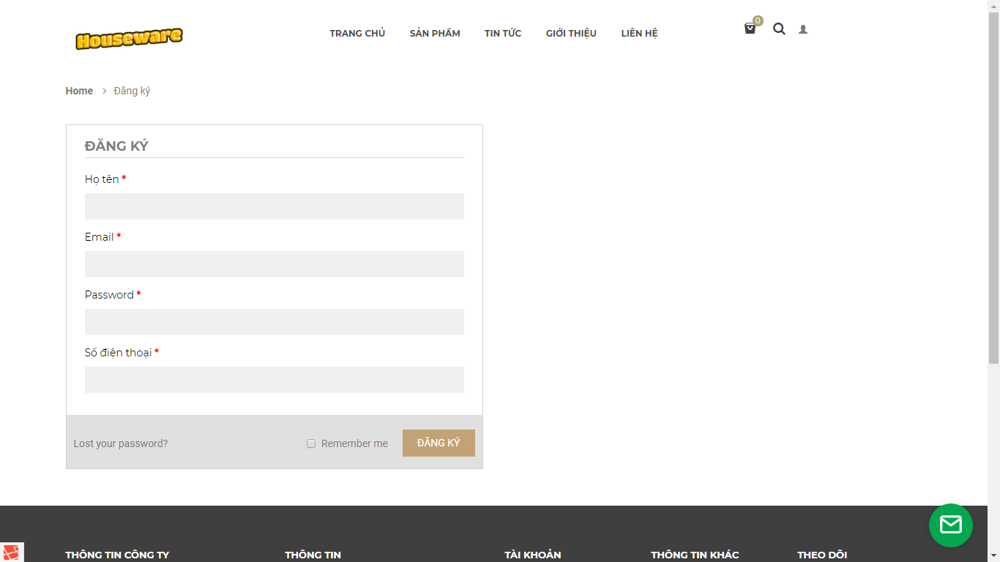 Houseware
TRANG CHỦ SẢN PHẨM TIN TỨC GIỚI THIỆU LIÊN HỆ
0
Home > Đăng ký
ĐĂNG KÝ
Họ tên *
Email *
Password *
Số điện thoại *
Lost your password? Remember me ĐĂNG KÝ
THÔNG TIN CÔNG TY THÔNG TIN TÀI KHOẢN THÔNG TIN KHÁC THEO DÕI